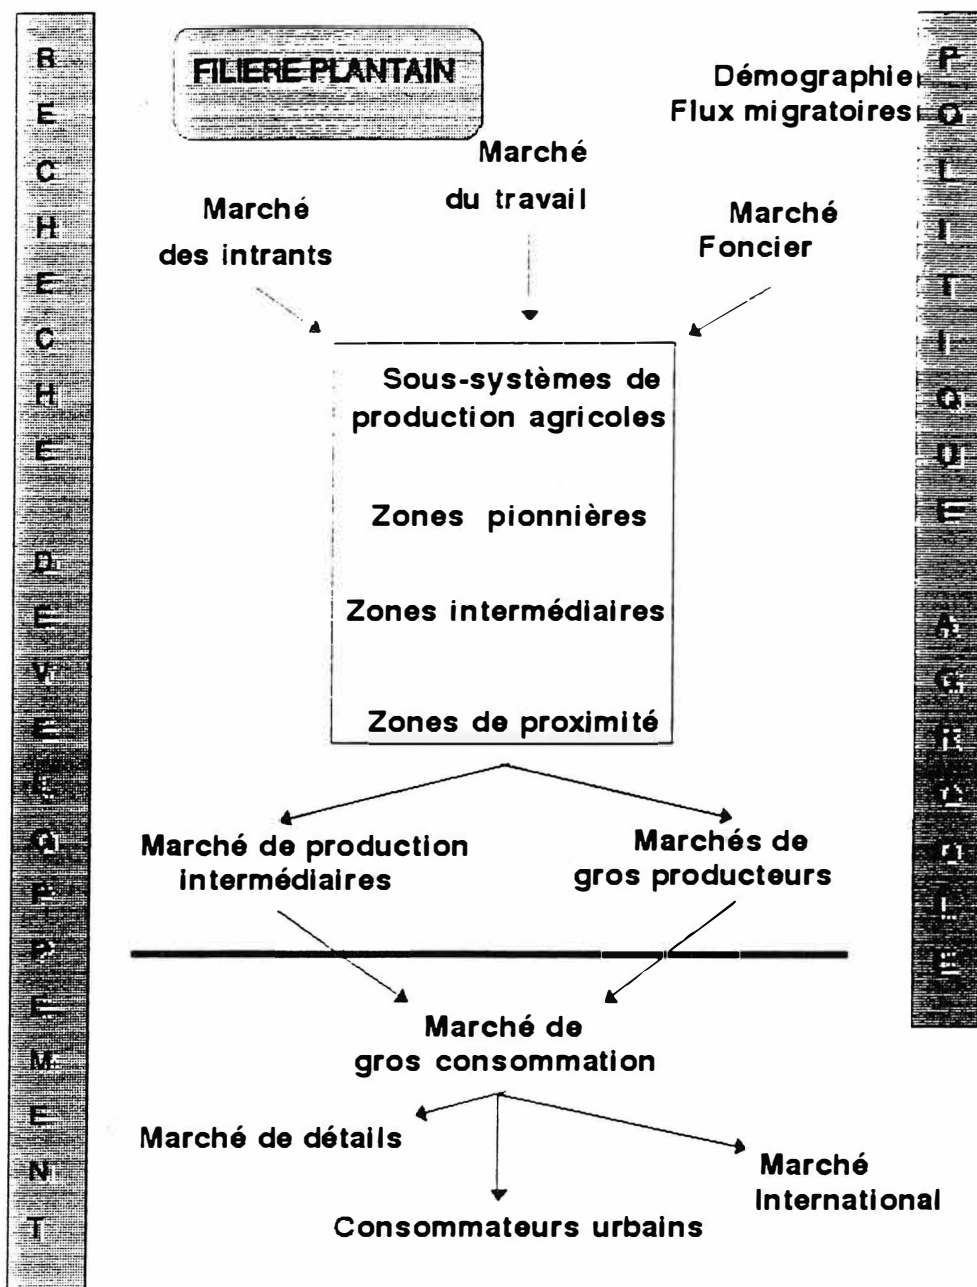 FILIERE PLANTAIN
Démographie
Flux migratoires
Marché
du travail
Marché
des intrants
Marché
Foncier
Sous-systèmes de
production agricoles
Zones pionnières
Zones intermédiaires
Zones de proximité
Marché de production
intermédiaires
Marchés de
gros producteurs
Marché de
gros consommation
Marché de détails
Marché
International
Consommateurs urbains
RECHECHE DEVELOPPEMENT
POLITIQUE